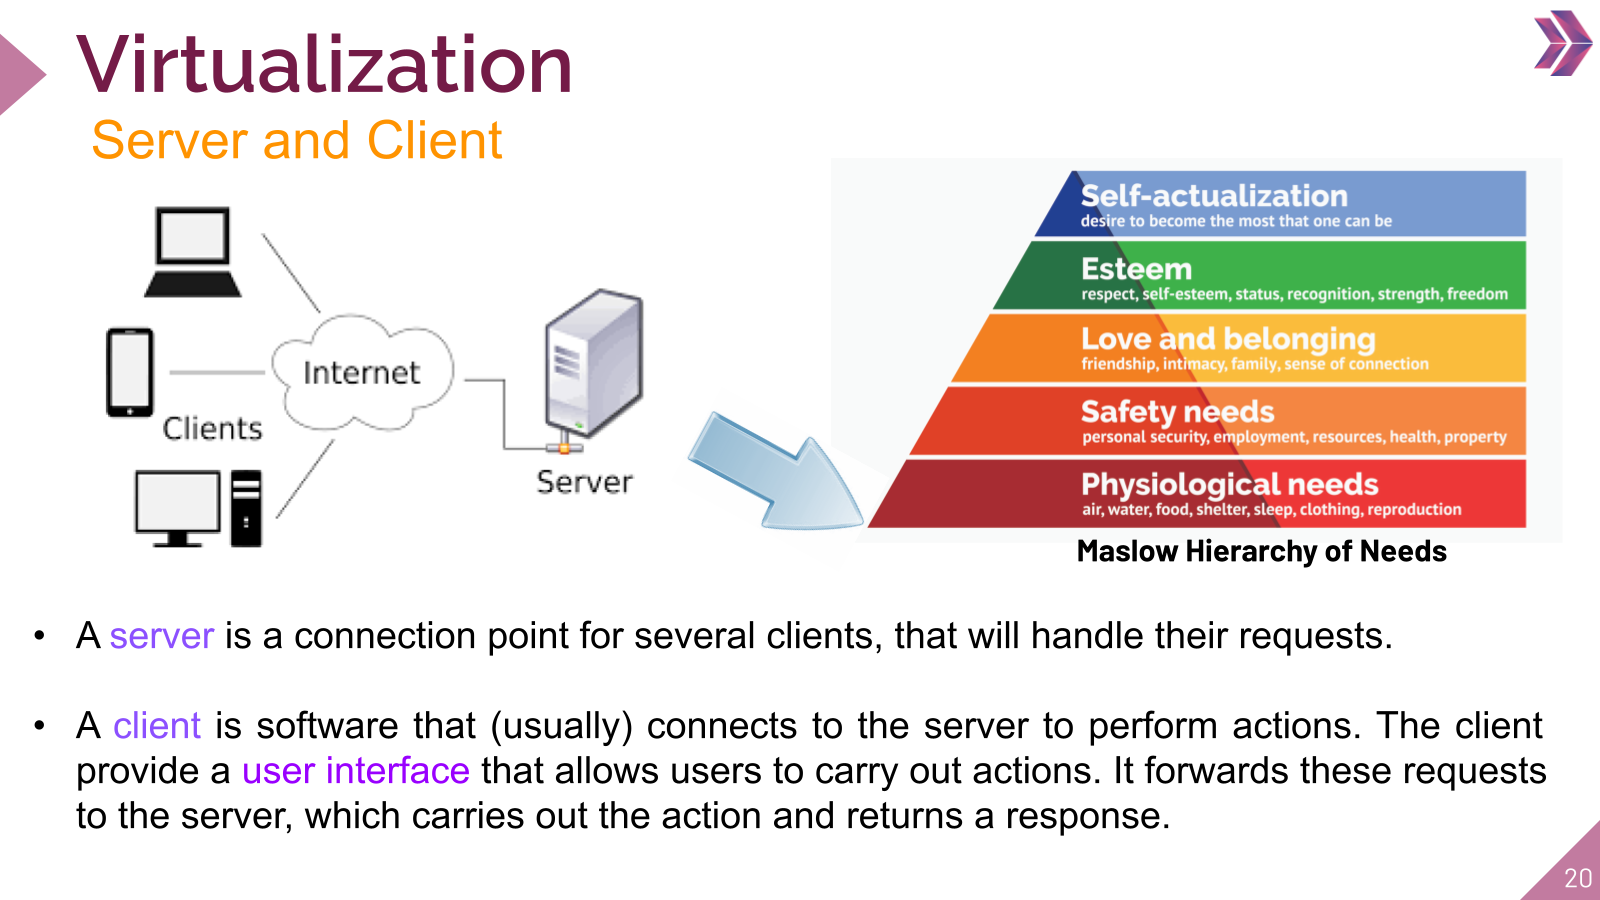 Virtualization
Server and Client
Internet
Clients
Server
Self-actualization
desire to become the most that one can be
Esteem
respect, self-esteem, status, recognition, strength, freedom
Love and belonging
friendship, intimacy, family, sense of connection
Safety needs
personal security, employment, resources, health, property
Physiological needs
air, water, food, shelter, sleep, clothing, reproduction
Maslow Hierarchy of Needs
• A server is a connection point for several clients, that will handle their requests.
• A client is software that (usually) connects to the server to perform actions. The client
provide a user interface that allows users to carry out actions. It forwards these requests
to the server, which carries out the action and returns a response.
20